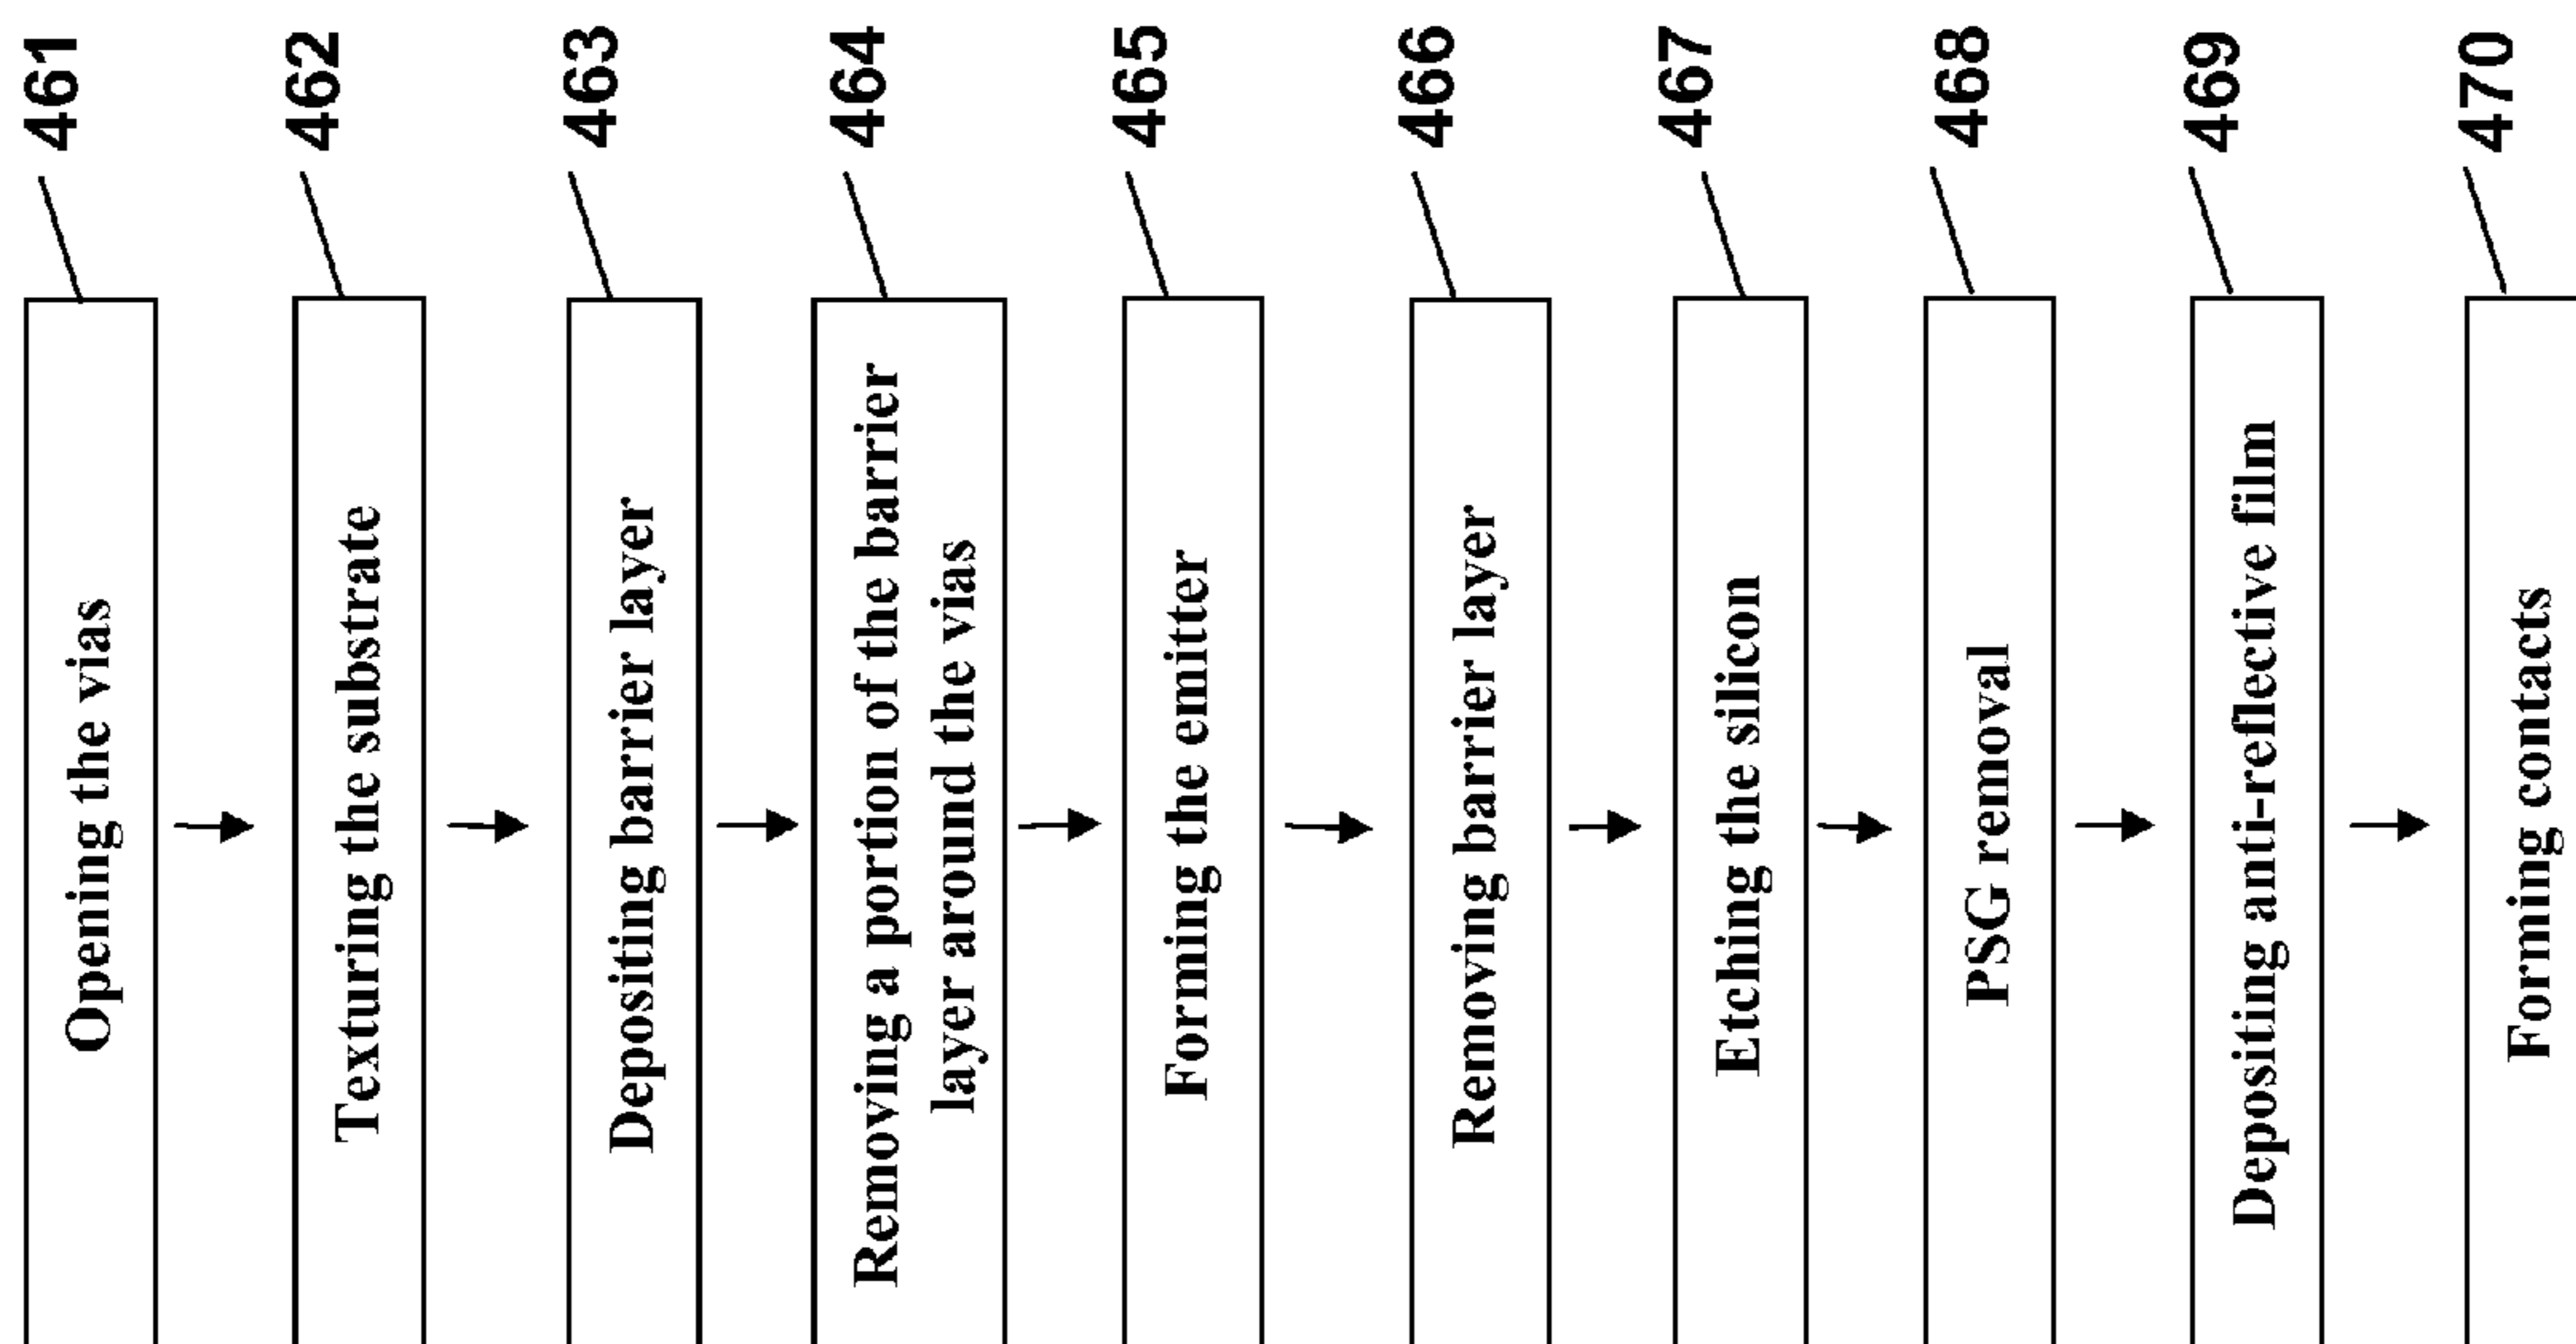 Opening the vias
461
Texturing the substrate
462
Depositing barrier layer
463
Removing a portion of the barrier
layer around the vias
464
Forming the emitter
465
Removing barrier layer
466
Etching the silicon
467
PSG removal
468
Depositing anti-reflective film
469
Forming contacts
470